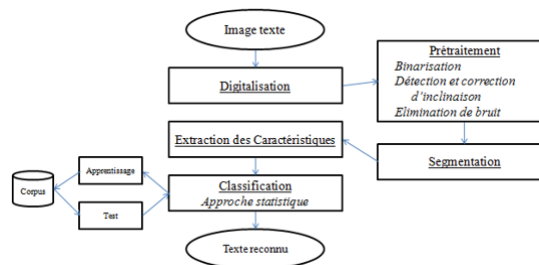 Image texte
Digitalisation
Prétraitement
Binarisation
Détection et correction
d'inclinaison
Elimination de bruit
Segmentation
Extraction des Caractéristiques
Classification
Approche statistique
Apprentissage
Corpus
Test
Texte reconnu